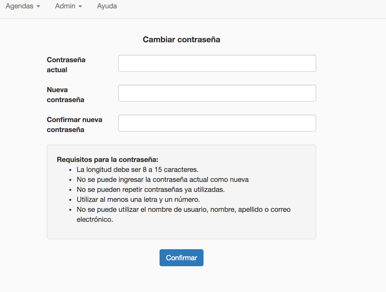 Agendas Admin Ayuda
Cambiar contraseña
Contraseña
actual
Nueva
contraseña
Confirmar nueva
contraseña
Requisitos para la contraseña:
• La longitud debe ser 8 a 15 caracteres.
• No se puede ingresar la contraseña actual como nueva
• No se pueden repetir contraseñas ya utilizadas.
• Utilizar al menos una letra y un número.
• No se puede utilizar el nombre de usuario, nombre, apellido o correo
electrónico.
Confirmar